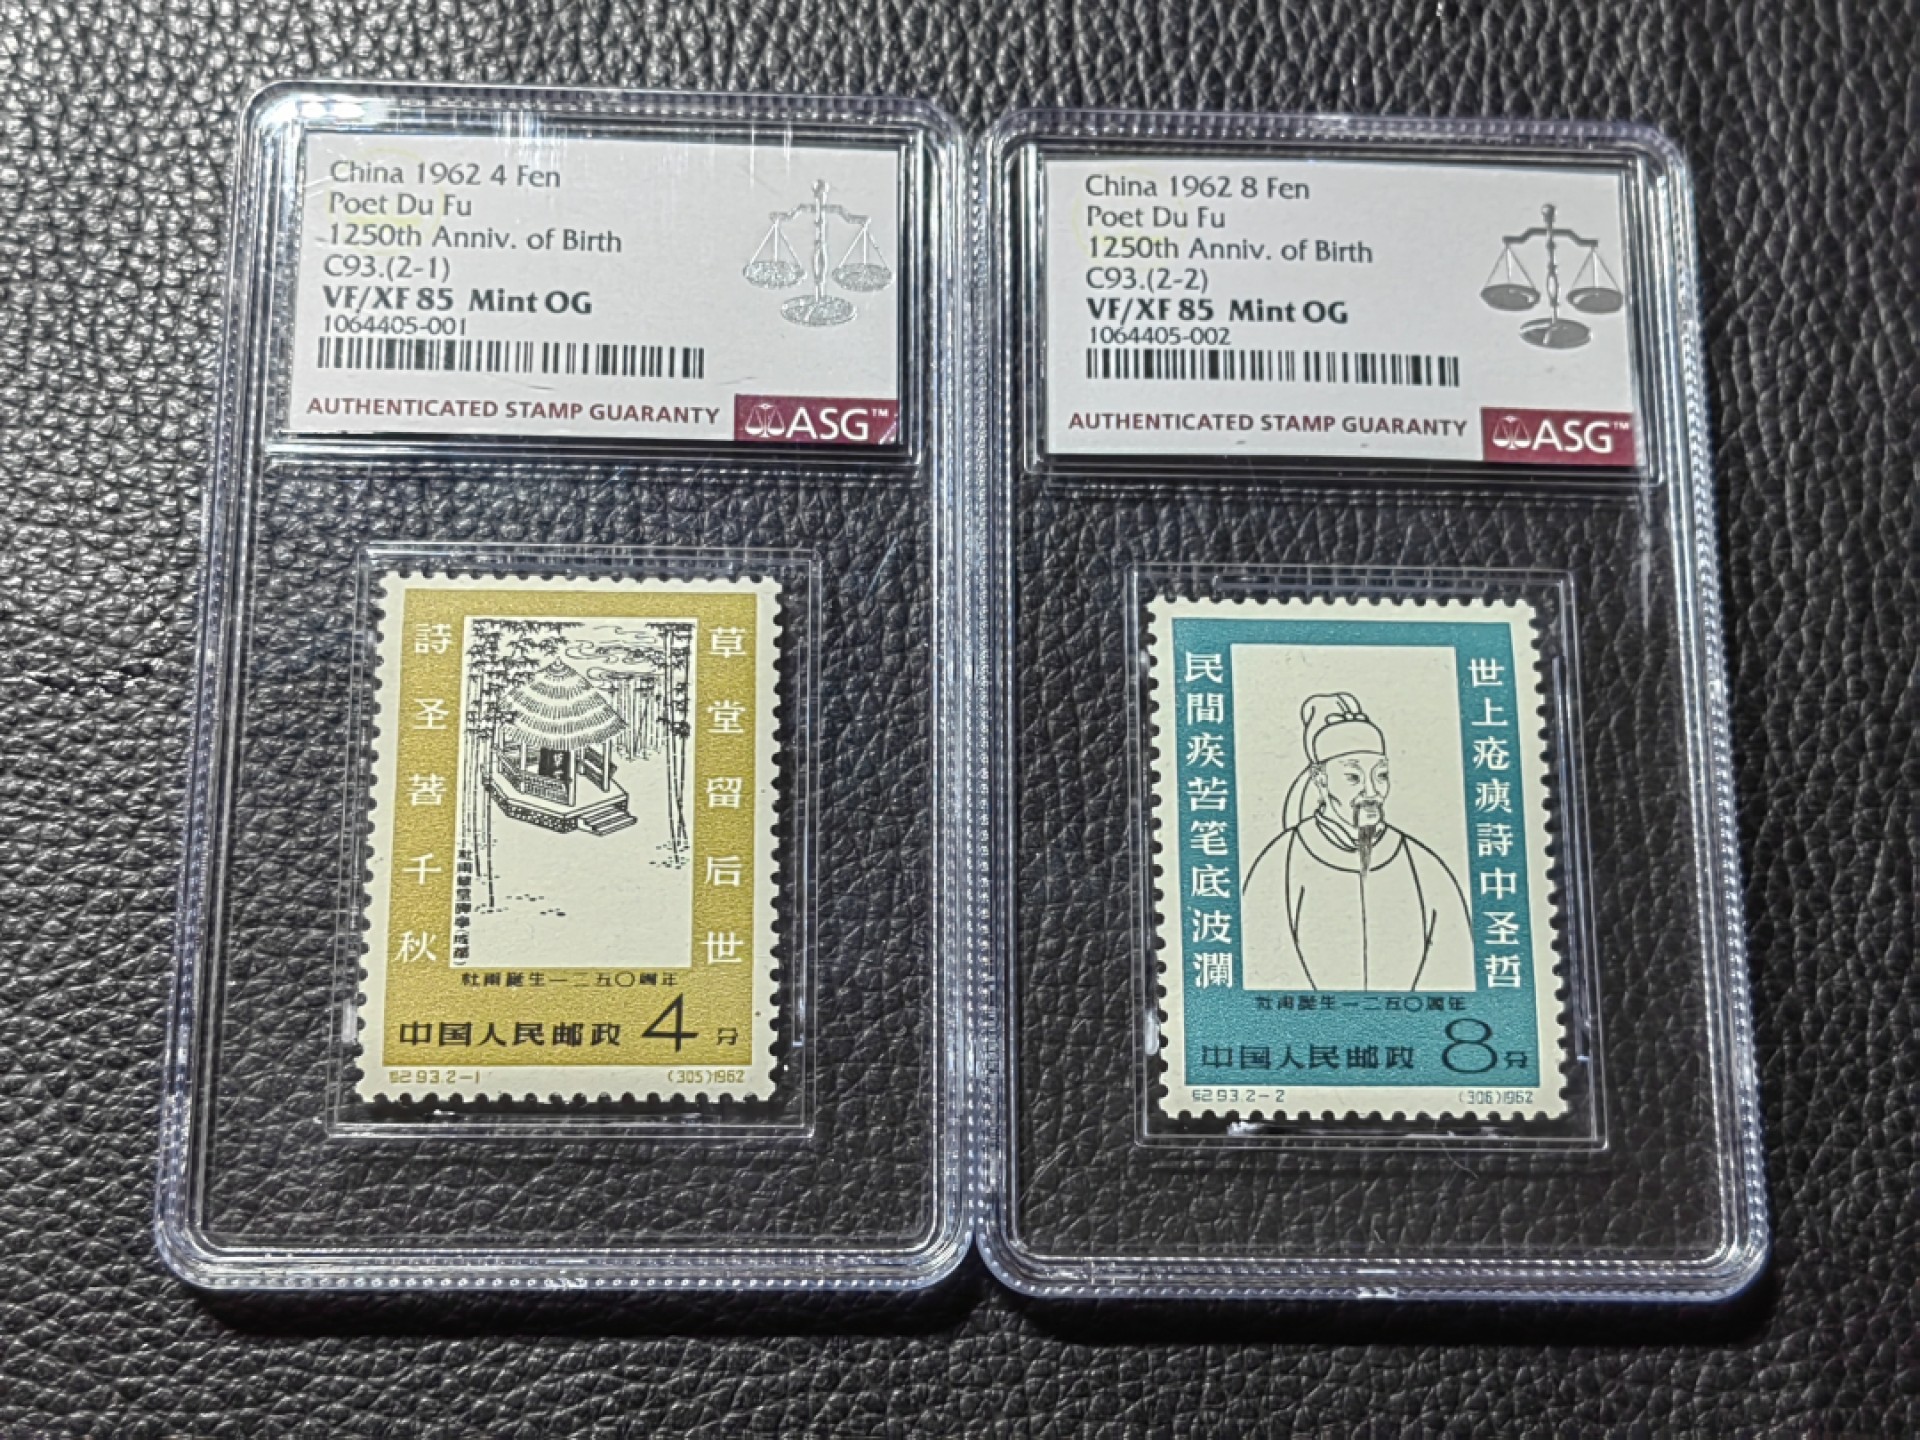 China 1962 4 Fen
Poet Du Fu
1250th Anniv. of Birth
C93.(2-1)
VF/XF 85 Mint OG
1064405-001
AUTHENTICATED STAMP GUARANTY
ASG™
草堂留后世
詩圣著千秋
杜甫誕生一二五〇周年
中国人民邮政 4 分
纪93.2-1
(305)1962
China 1962 8 Fen
Poet Du Fu
1250th Anniv. of Birth
C93.(2-2)
VF/XF 85 Mint OG
1064405-002
AUTHENTICATED STAMP GUARANTY
ASG™
世上疮痍詩中圣哲
民間疾苦笔底波瀾
杜甫誕生一二五〇周年
中国人民邮政 8 分
纪93.2-2
(306)1962